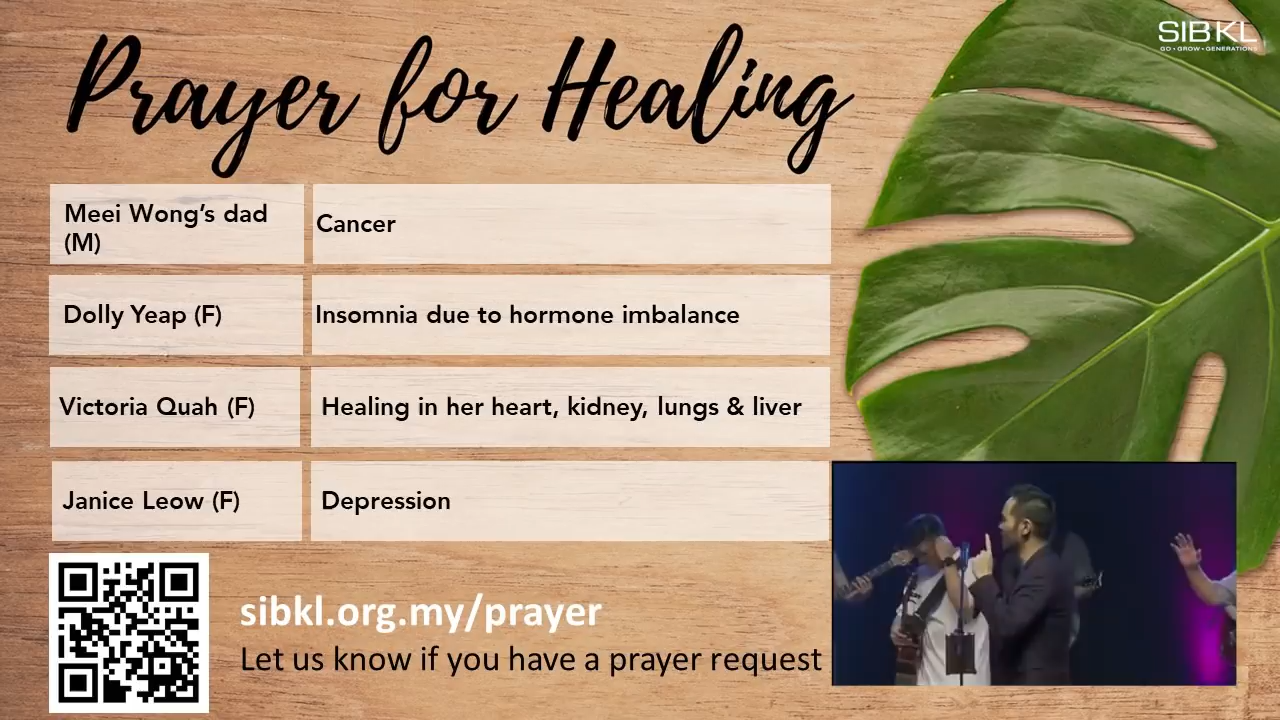 SIBKL
GO • GROW • GENERATIONS
Prayer for Healing
Meei Wong's dad
(M)
Cancer
Dolly Yeap (F)
Insomnia due to hormone imbalance
Victoria Quah (F)
Healing in her heart, kidney, lungs & liver
Janice Leow (F)
Depression
sibkl.org.my/prayer
Let us know if you have a prayer request